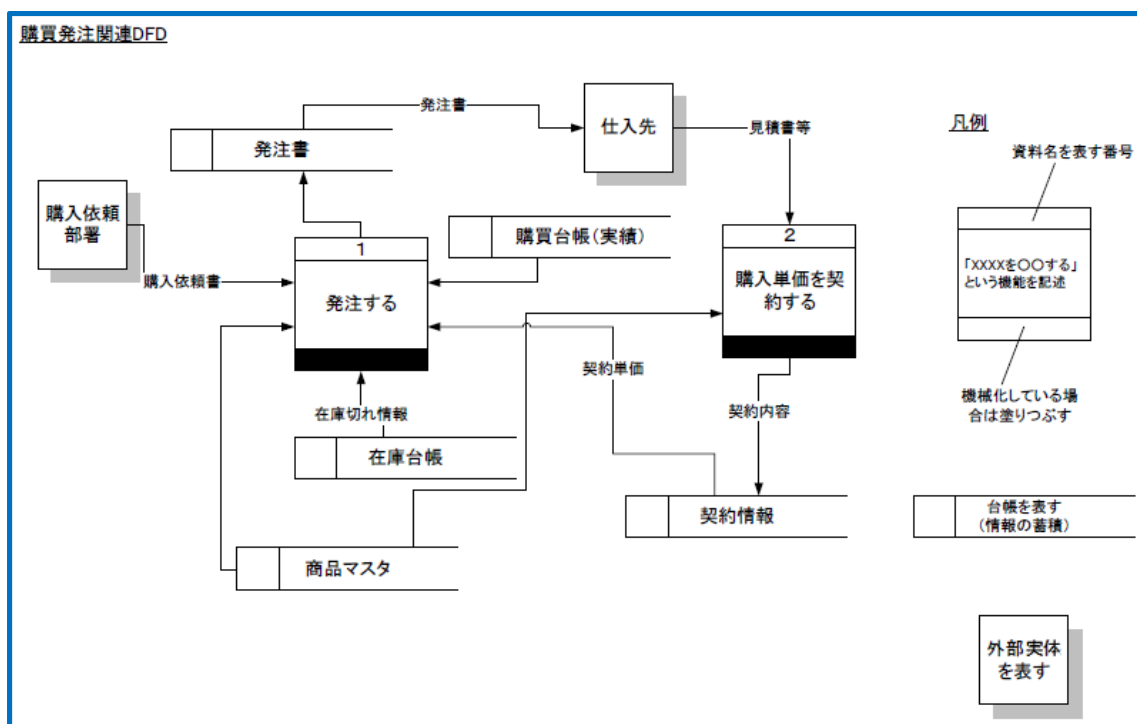 購買発注関連DFD
発注書
仕入先
見積書等
凡例
資料名を表す番号
発注書
購入依頼
部署
購買台帳(実績)
1
2
購入依頼書
発注する
購入単価を契
約する
「XXXXを〇〇する」
という機能を記述
契約単価
機械化している場
合は塗りつぶす
在庫切れ情報
契約内容
在庫台帳
契約情報
台帳を表す
(情報の蓄積)
商品マスタ
外部実体
を表す